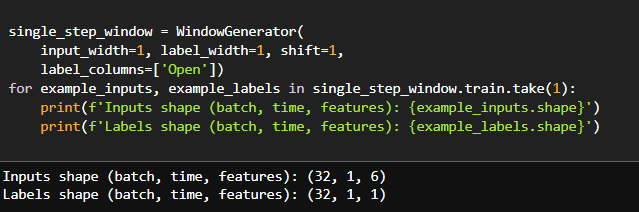 single_step_window = WindowGenerator(
    input_width=1, label_width=1, shift=1,
    label_columns=['Open'])
for example_inputs, example_labels in single_step_window.train.take(1):
    print(f'Inputs shape (batch, time, features): {example_inputs.shape}')
    print(f'Labels shape (batch, time, features): {example_labels.shape}')
Inputs shape (batch, time, features): (32, 1, 6)
Labels shape (batch, time, features): (32, 1, 1)